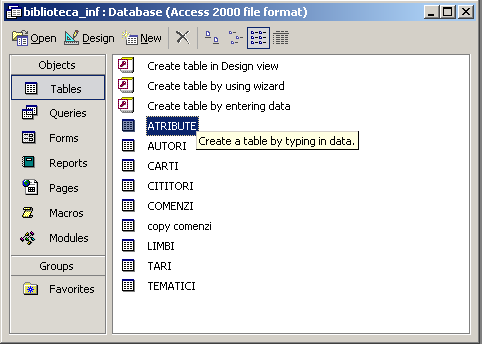 biblioteca_inf : Database (Access 2000 file format)
Open Design New
Objects
Tables
Queries
Forms
Reports
Pages
Macros
Modules
Groups
Favorites
Create table in Design view
Create table by using wizard
Create table by entering data
ATRIBUTE
Create a table by typing in data.
AUTORI
CARTI
CITITORI
COMENZI
copy comenzi
LIMBI
TARI
TEMATICI